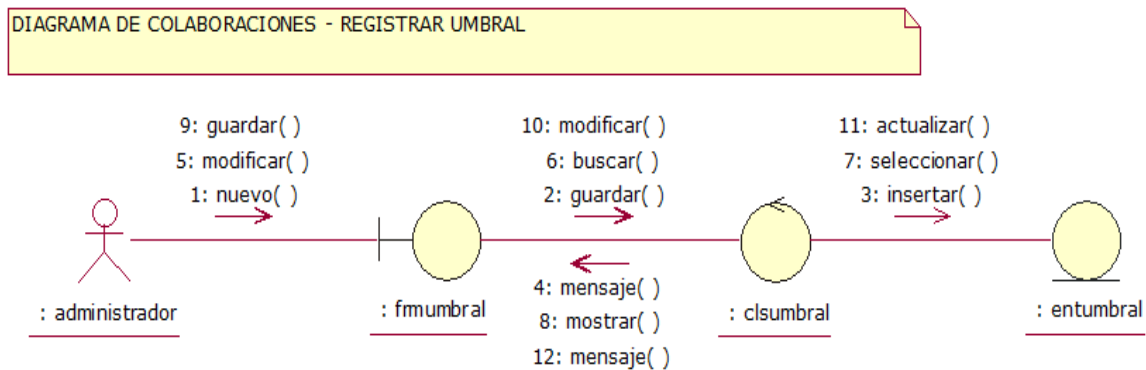 DIAGRAMA DE COLABORACIONES - REGISTRAR UMBRAL
9: guardar( )
5: modificar( )
1: nuevo( )
10: modificar( )
6: buscar( )
2: guardar( )
11: actualizar( )
7: seleccionar( )
3: insertar( )
4: mensaje( )
8: mostrar( )
12: mensaje( )
: administrador
: frmumbral
: clsumbral
: entumbral